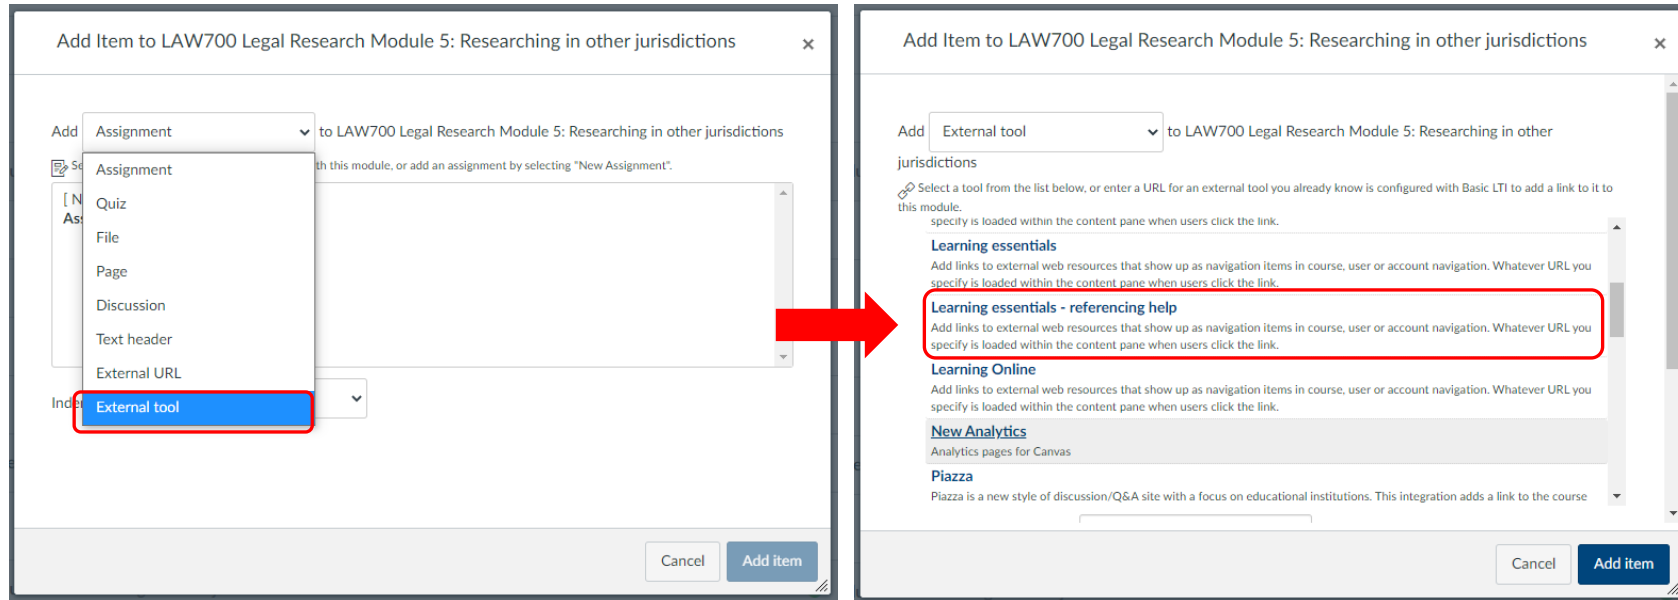 Add Item to LAW700 Legal Research Module 5: Researching in other jurisdictions
×
Add Assignment to LAW700 Legal Research Module 5: Researching in other jurisdictions
th this module, or add an assignment by selecting "New Assignment".
Assignment
[ N
Quiz
Ass
File
Page
Discussion
Text header
External URL
External tool
Cancel
Add item
Add Item to LAW700 Legal Research Module 5: Researching in other jurisdictions
×
Add External tool to LAW700 Legal Research Module 5: Researching in other
jurisdictions
Select a tool from the list below, or enter a URL for an external tool you already know is configured with Basic LTI to add a link to it to
this module.
specify is loaded within the content pane when users click the link.
Learning essentials
Add links to external web resources that show up as navigation items in course, user or account navigation. Whatever URL you
specify is loaded within the content pane when users click the link.
Learning essentials - referencing help
Add links to external web resources that show up as navigation items in course, user or account navigation. Whatever URL you
specify is loaded within the content pane when users click the link.
Learning Online
Add links to external web resources that show up as navigation items in course, user or account navigation. Whatever URL you
specify is loaded within the content pane when users click the link.
New Analytics
Analytics pages for Canvas
Piazza
Piazza is a new style of discussion/Q&A site with a focus on educational institutions. This integration adds a link to the course
Cancel
Add item